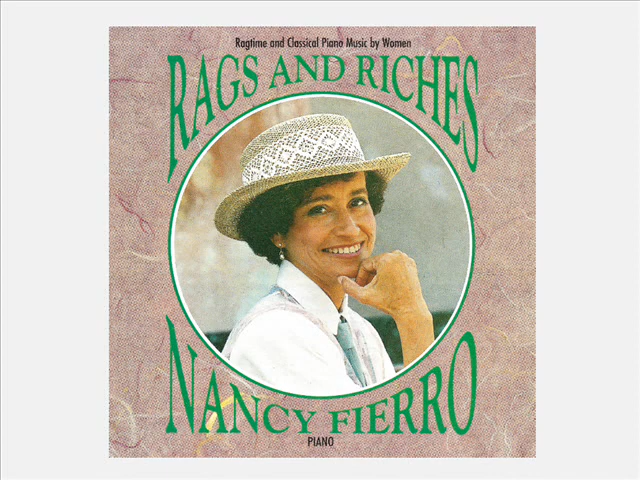 Ragtime and Classical Piano Music by Women
RAGS AND RICHES
NANCY FIERRO
PIANO